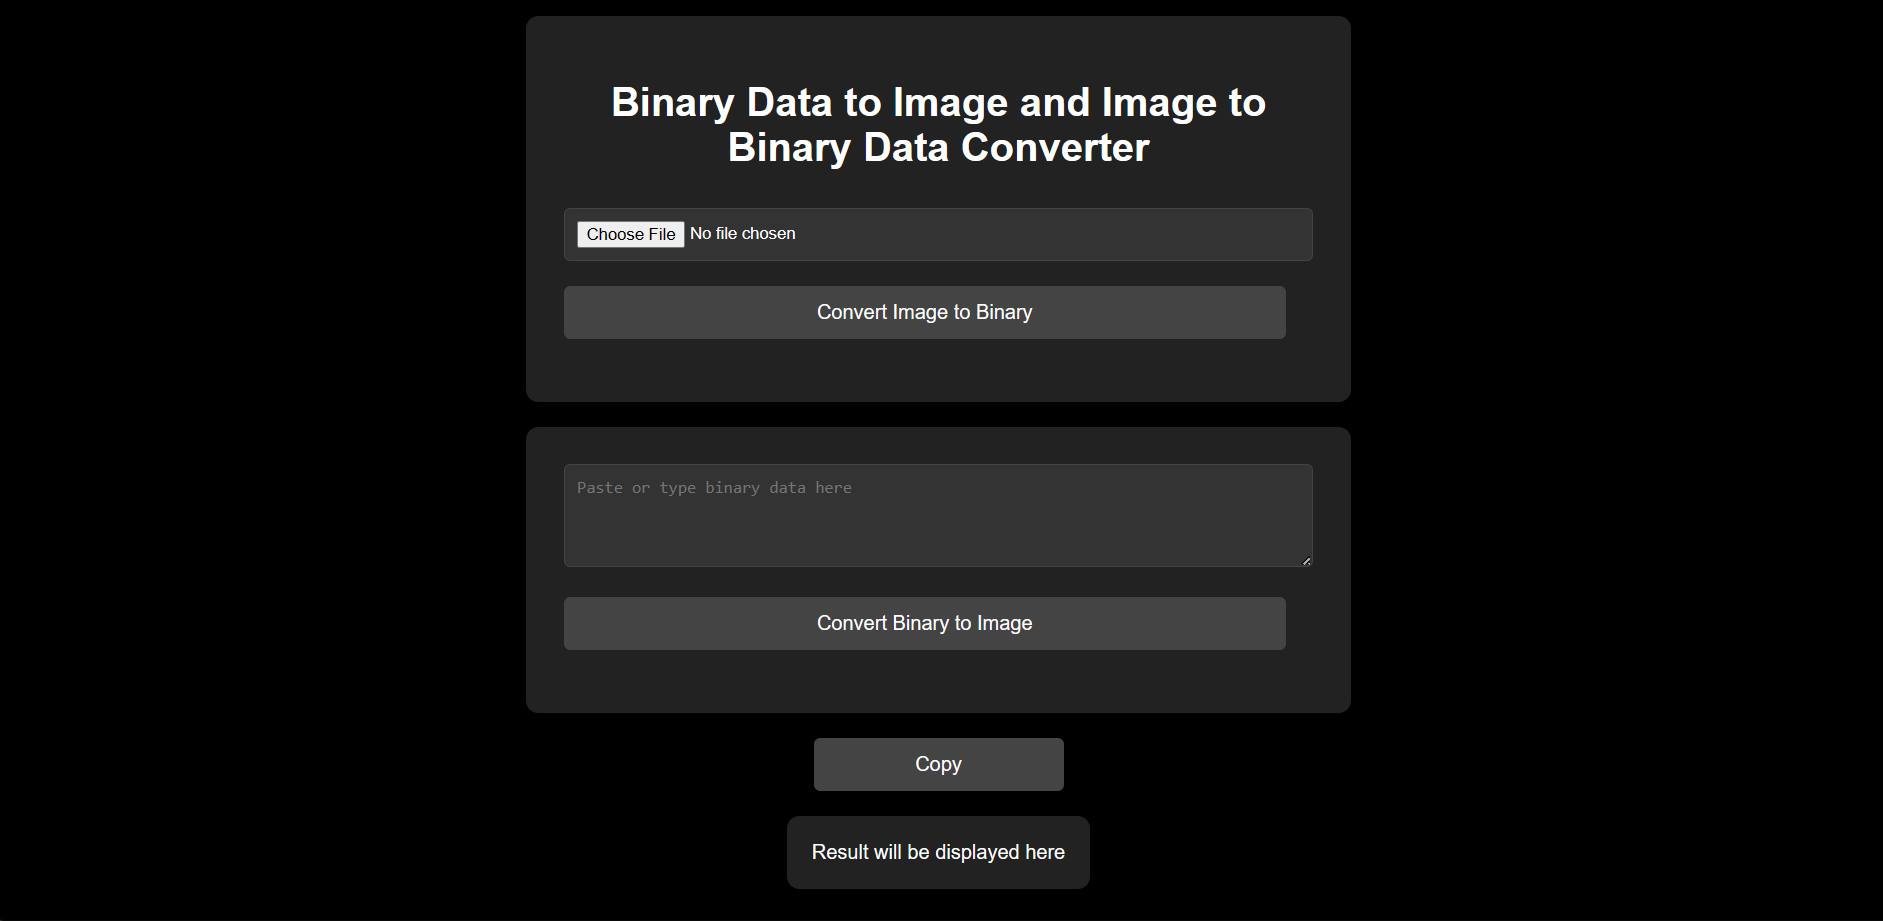 Binary Data to Image and Image to
Binary Data Converter
Choose File No file chosen
Convert Image to Binary
Paste or type binary data here
Convert Binary to Image
Copy
Result will be displayed here